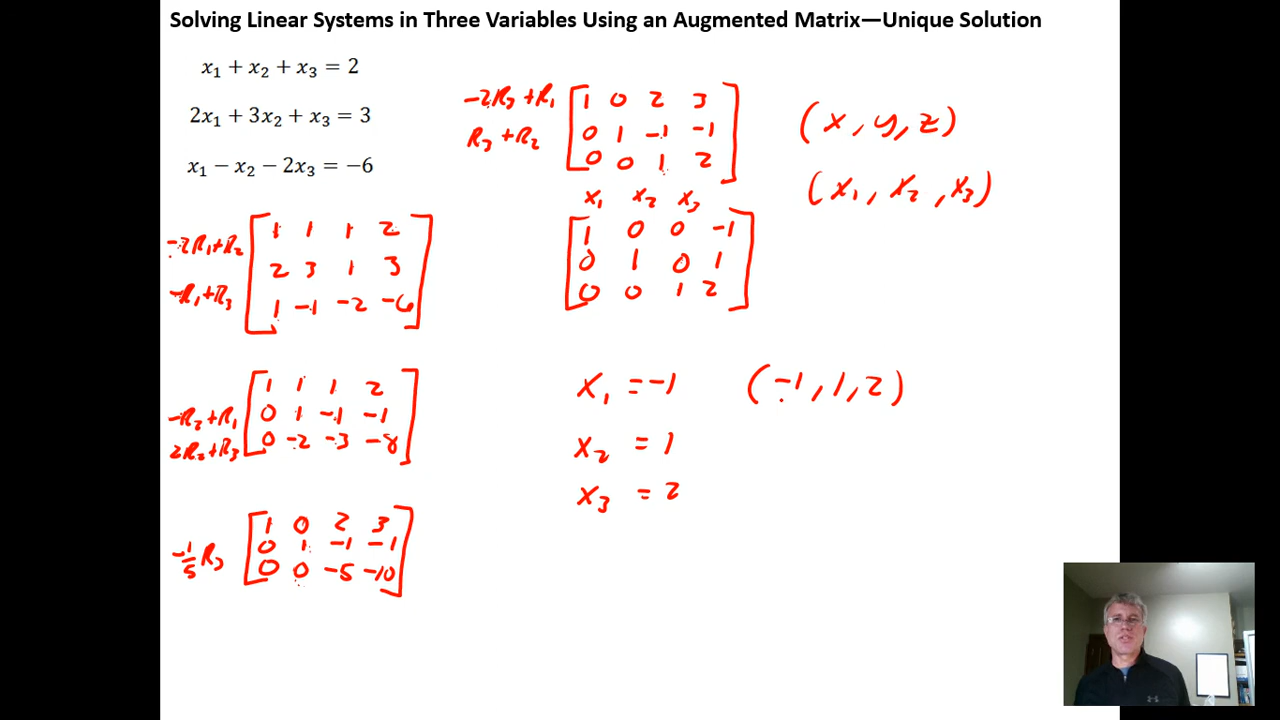 Solving Linear Systems in Three Variables Using an Augmented Matrix—Unique Solution
x₁ + x₂ + x₃ = 2
2x₁ + 3x₂ + x₃ = 3
x₁ − x₂ − 2x₃ = −6
-2R₁+R₂
-R₁+R₃
1 1 1 2
2 3 1 3
1 -1 -2 -6
-R₂+R₁
2R₂+R₃
1 1 1 2
0 1 -1 -1
0 -2 -3 -8
-1/5 R₃
1 0 2 3
0 1 -1 -1
0 0 -5 -10
-2R₃+R₁
R₃+R₂
1 0 2 3
0 1 -1 -1
0 0 1 2
x₁ x₂ x₃
1 0 0 -1
0 1 0 1
0 0 1 2
x₁ = -1
x₂ = 1
x₃ = 2
(x, y, z)
(x₁, x₂, x₃)
(-1, 1, 2)